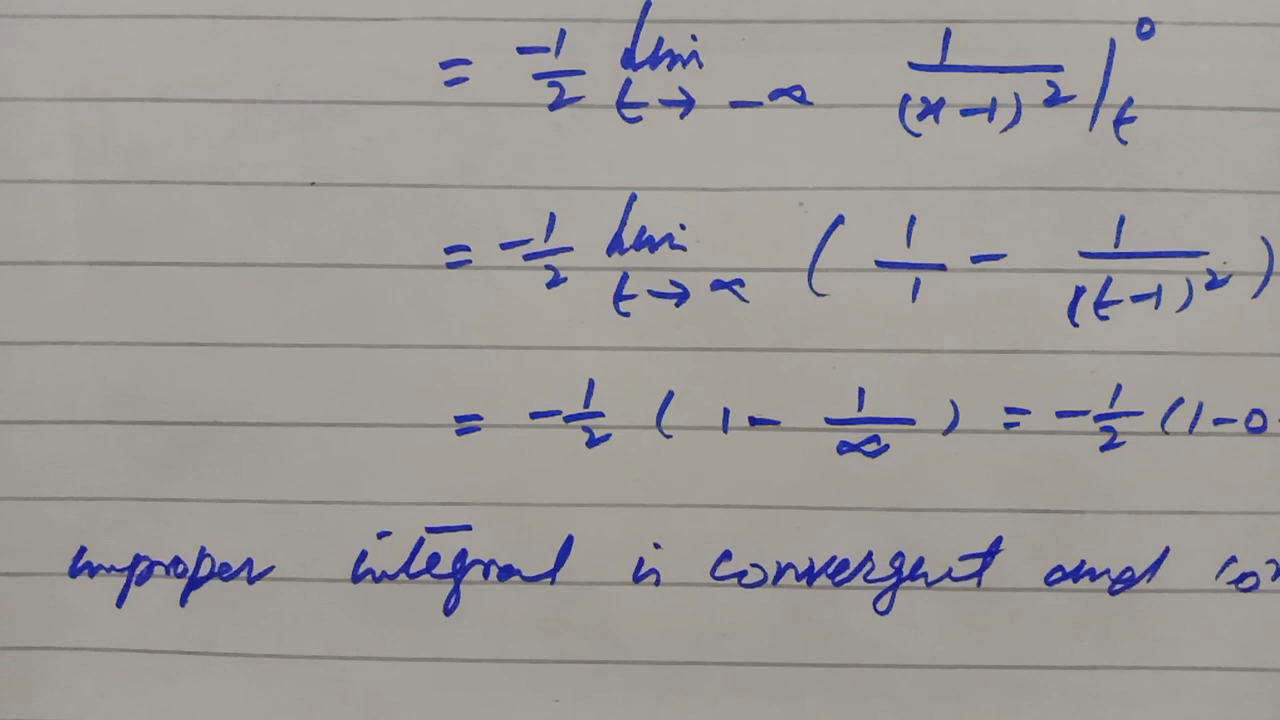 = -1/2 lim t→ -∞ 1/(x-1)² |₍t₎⁰
= -1/2 lim t→∞ ( 1/1 - 1/(t-1)² )
= -1/2 ( 1 - 1/∞ ) = -1/2 (1-0
improper integral is convergent and